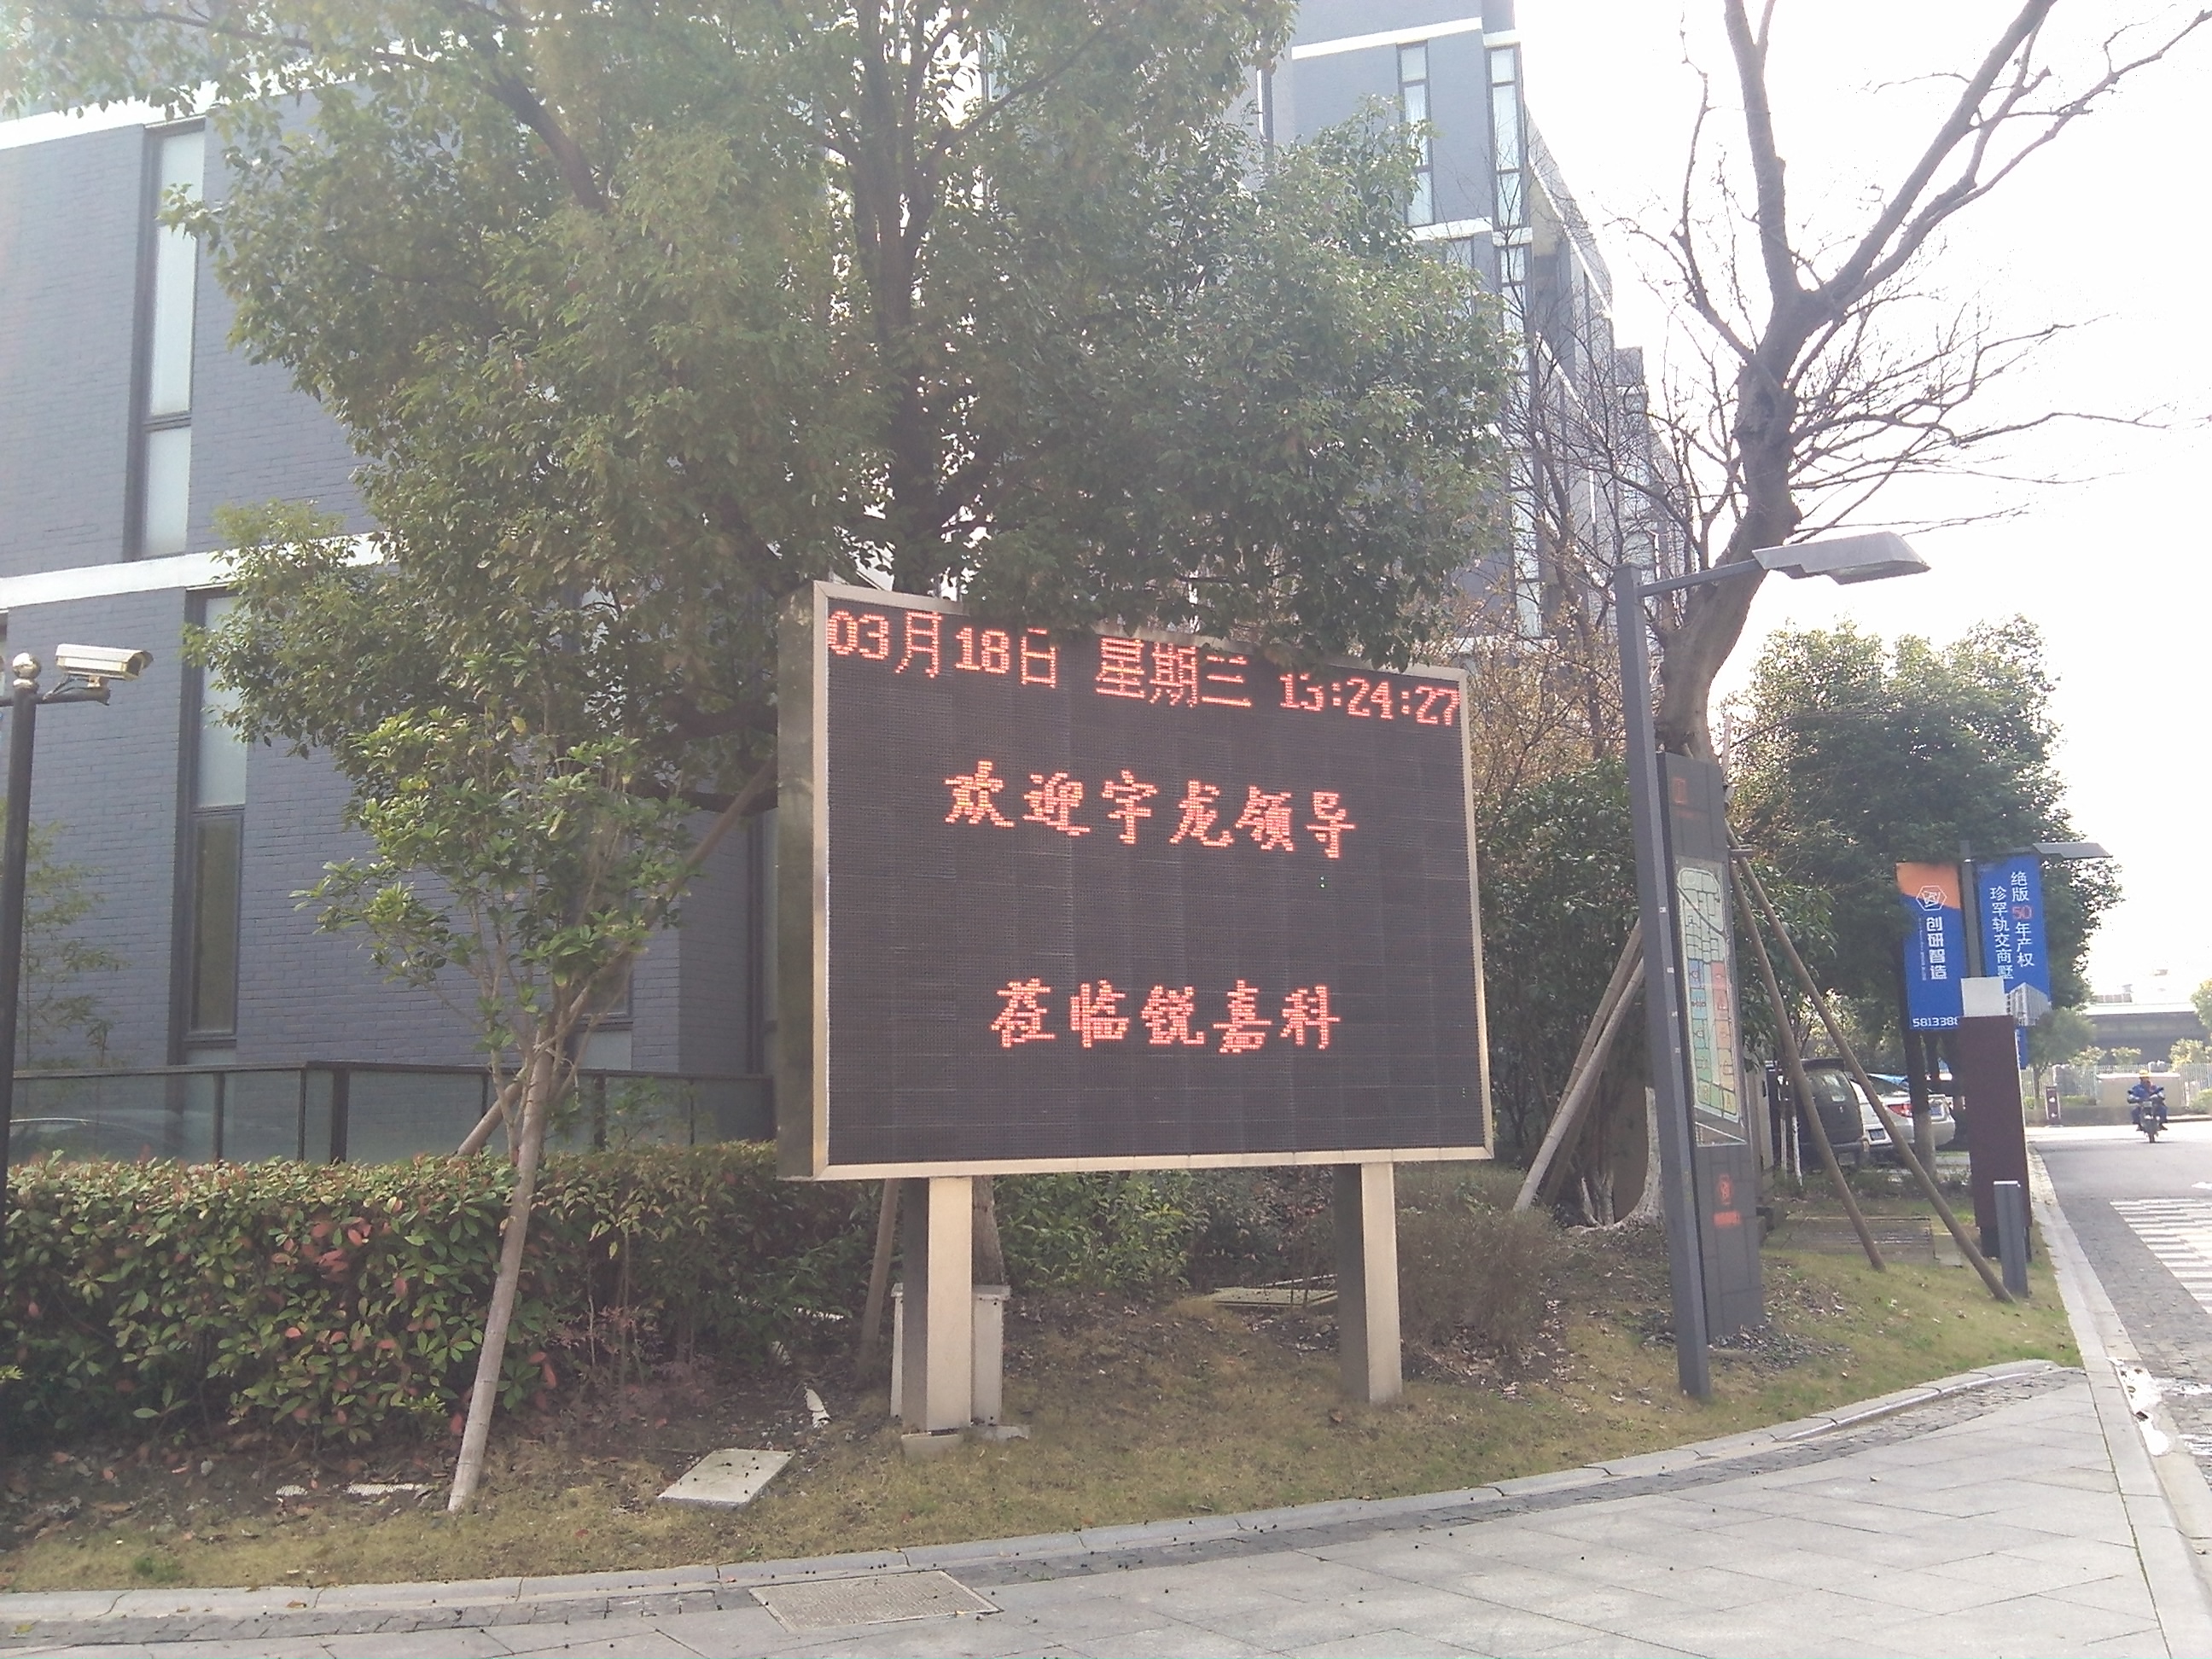 03月18日 星期三 15:24:27
欢迎宇龙领导
莅临锐嘉科
创研智造
5813388
绝版50年产权
珍罕轨交商墅